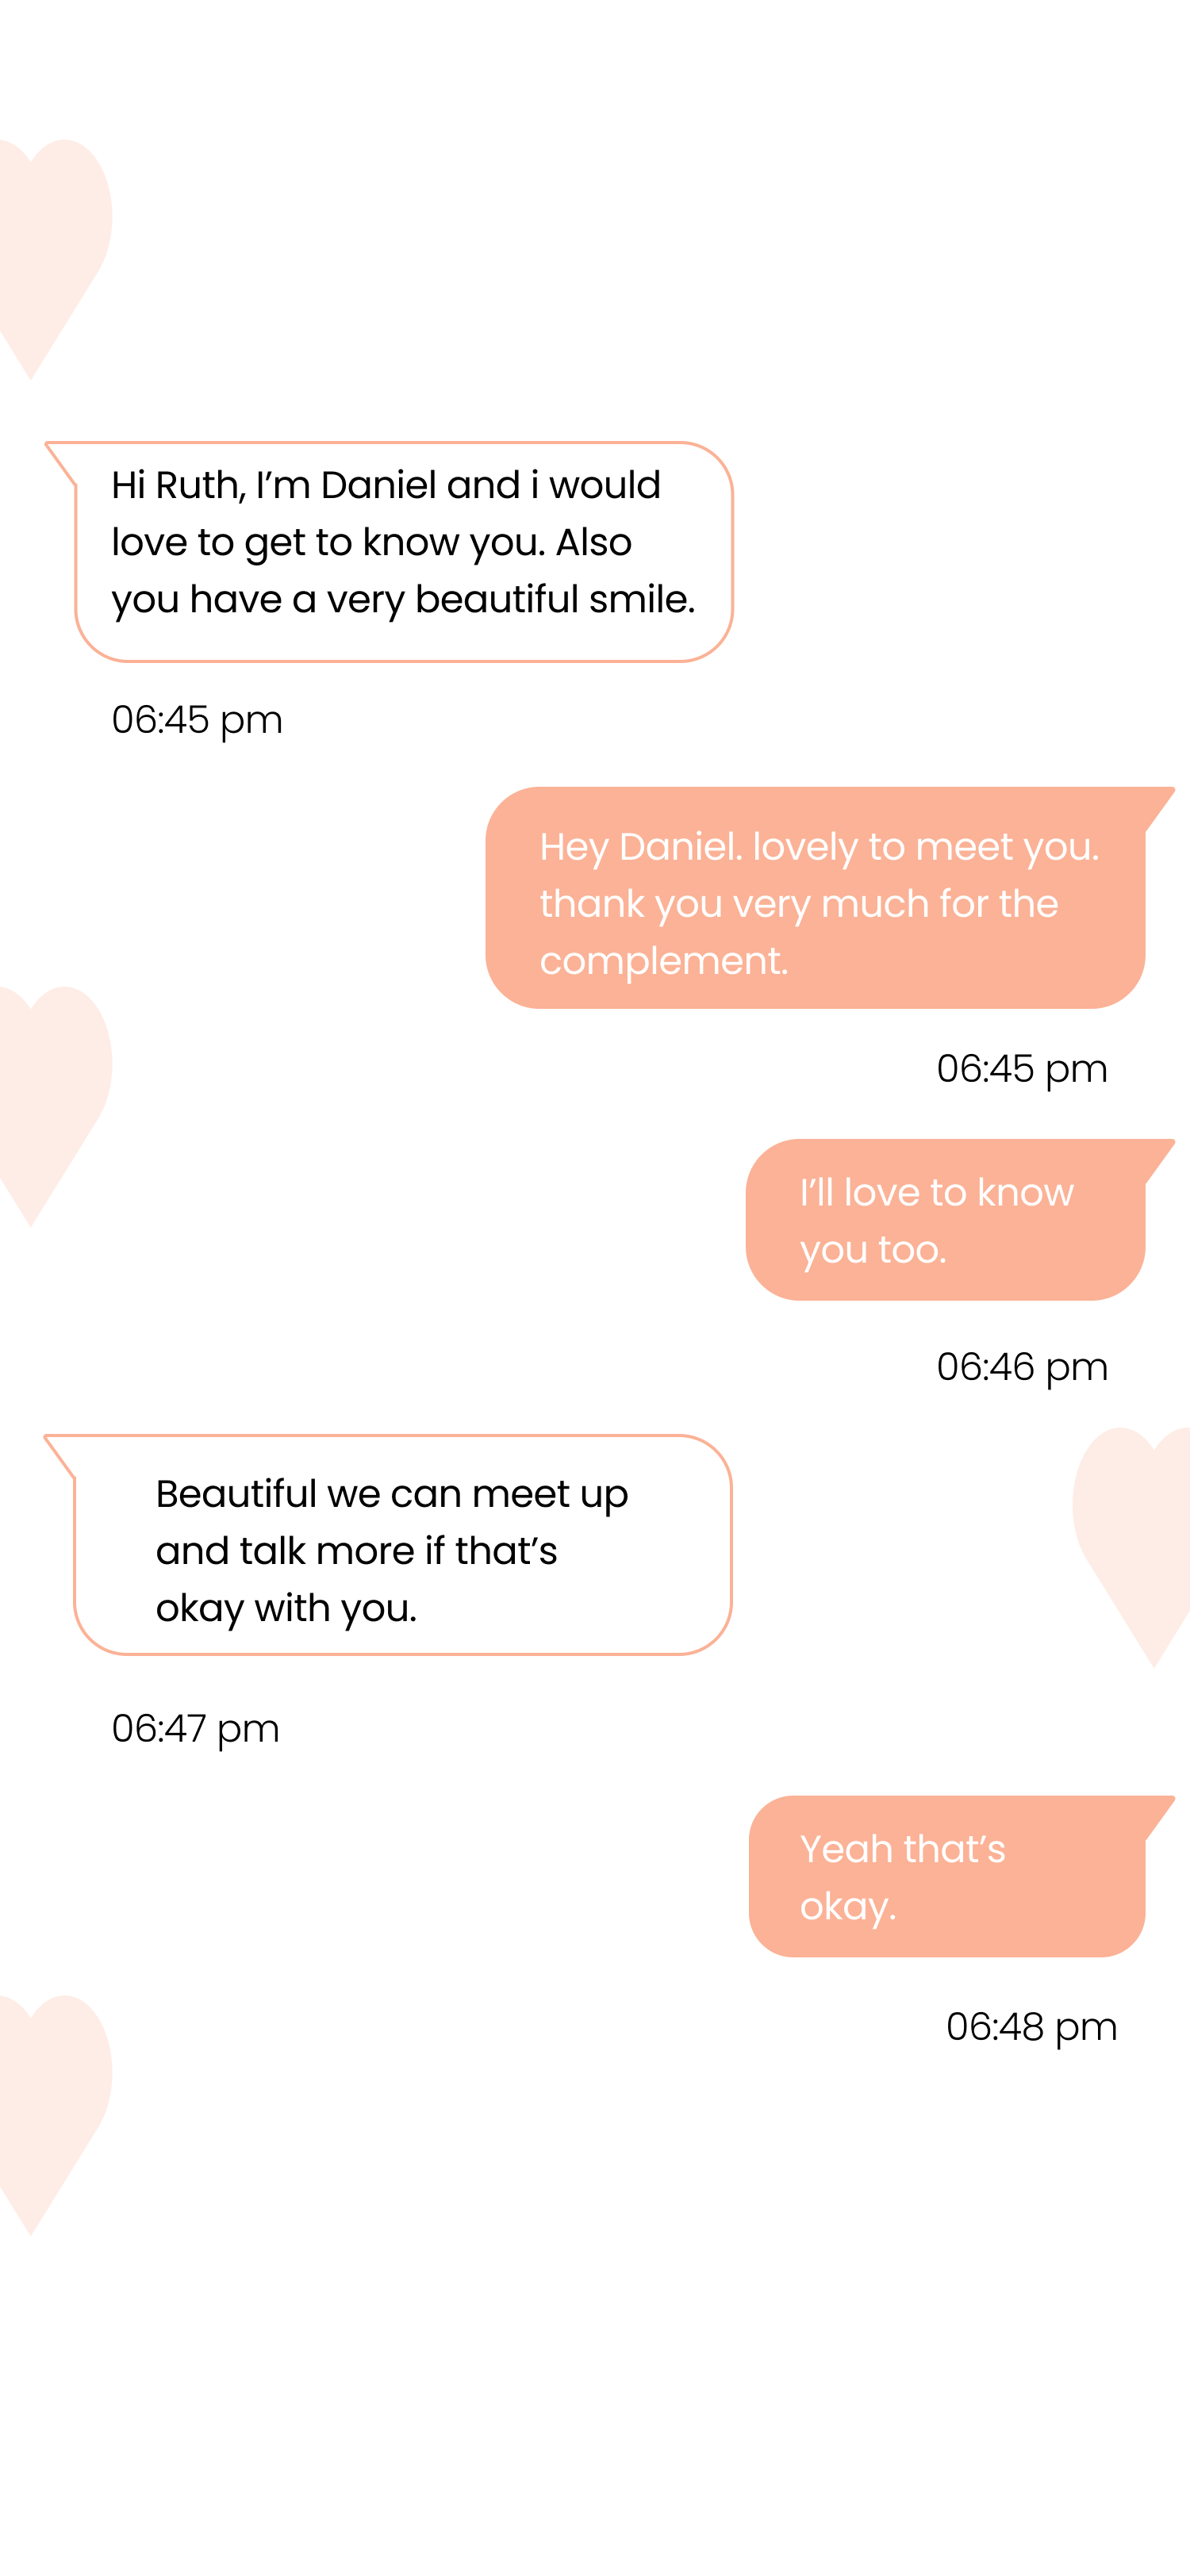 Hi Ruth, I’m Daniel and i would
love to get to know you. Also
you have a very beautiful smile.
06:45 pm
Hey Daniel. lovely to meet you.
thank you very much for the
complement.
06:45 pm
I’ll love to know
you too.
06:46 pm
Beautiful we can meet up
and talk more if that’s
okay with you.
06:47 pm
Yeah that’s
okay.
06:48 pm